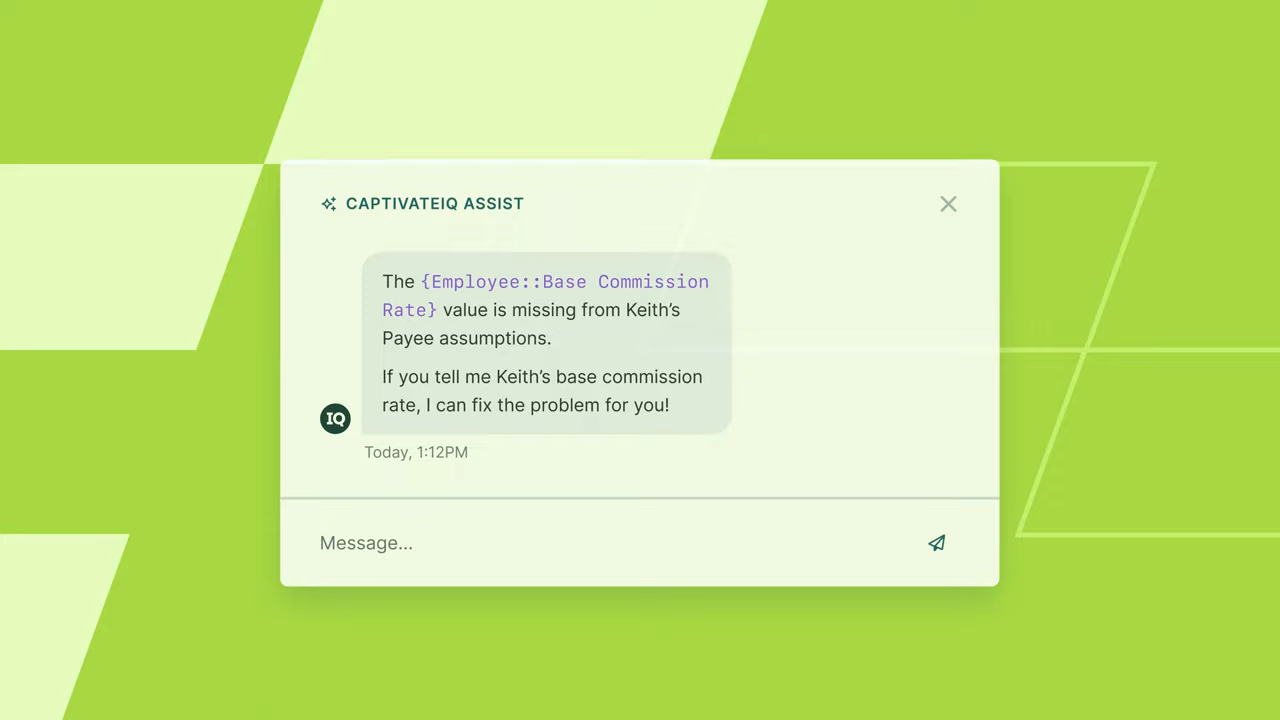 CAPTIVATEIQ ASSIST
The {Employee::Base Commission
Rate} value is missing from Keith’s
Payee assumptions.
If you tell me Keith’s base commission
rate, I can fix the problem for you!
IQ
Today, 1:12PM
Message...